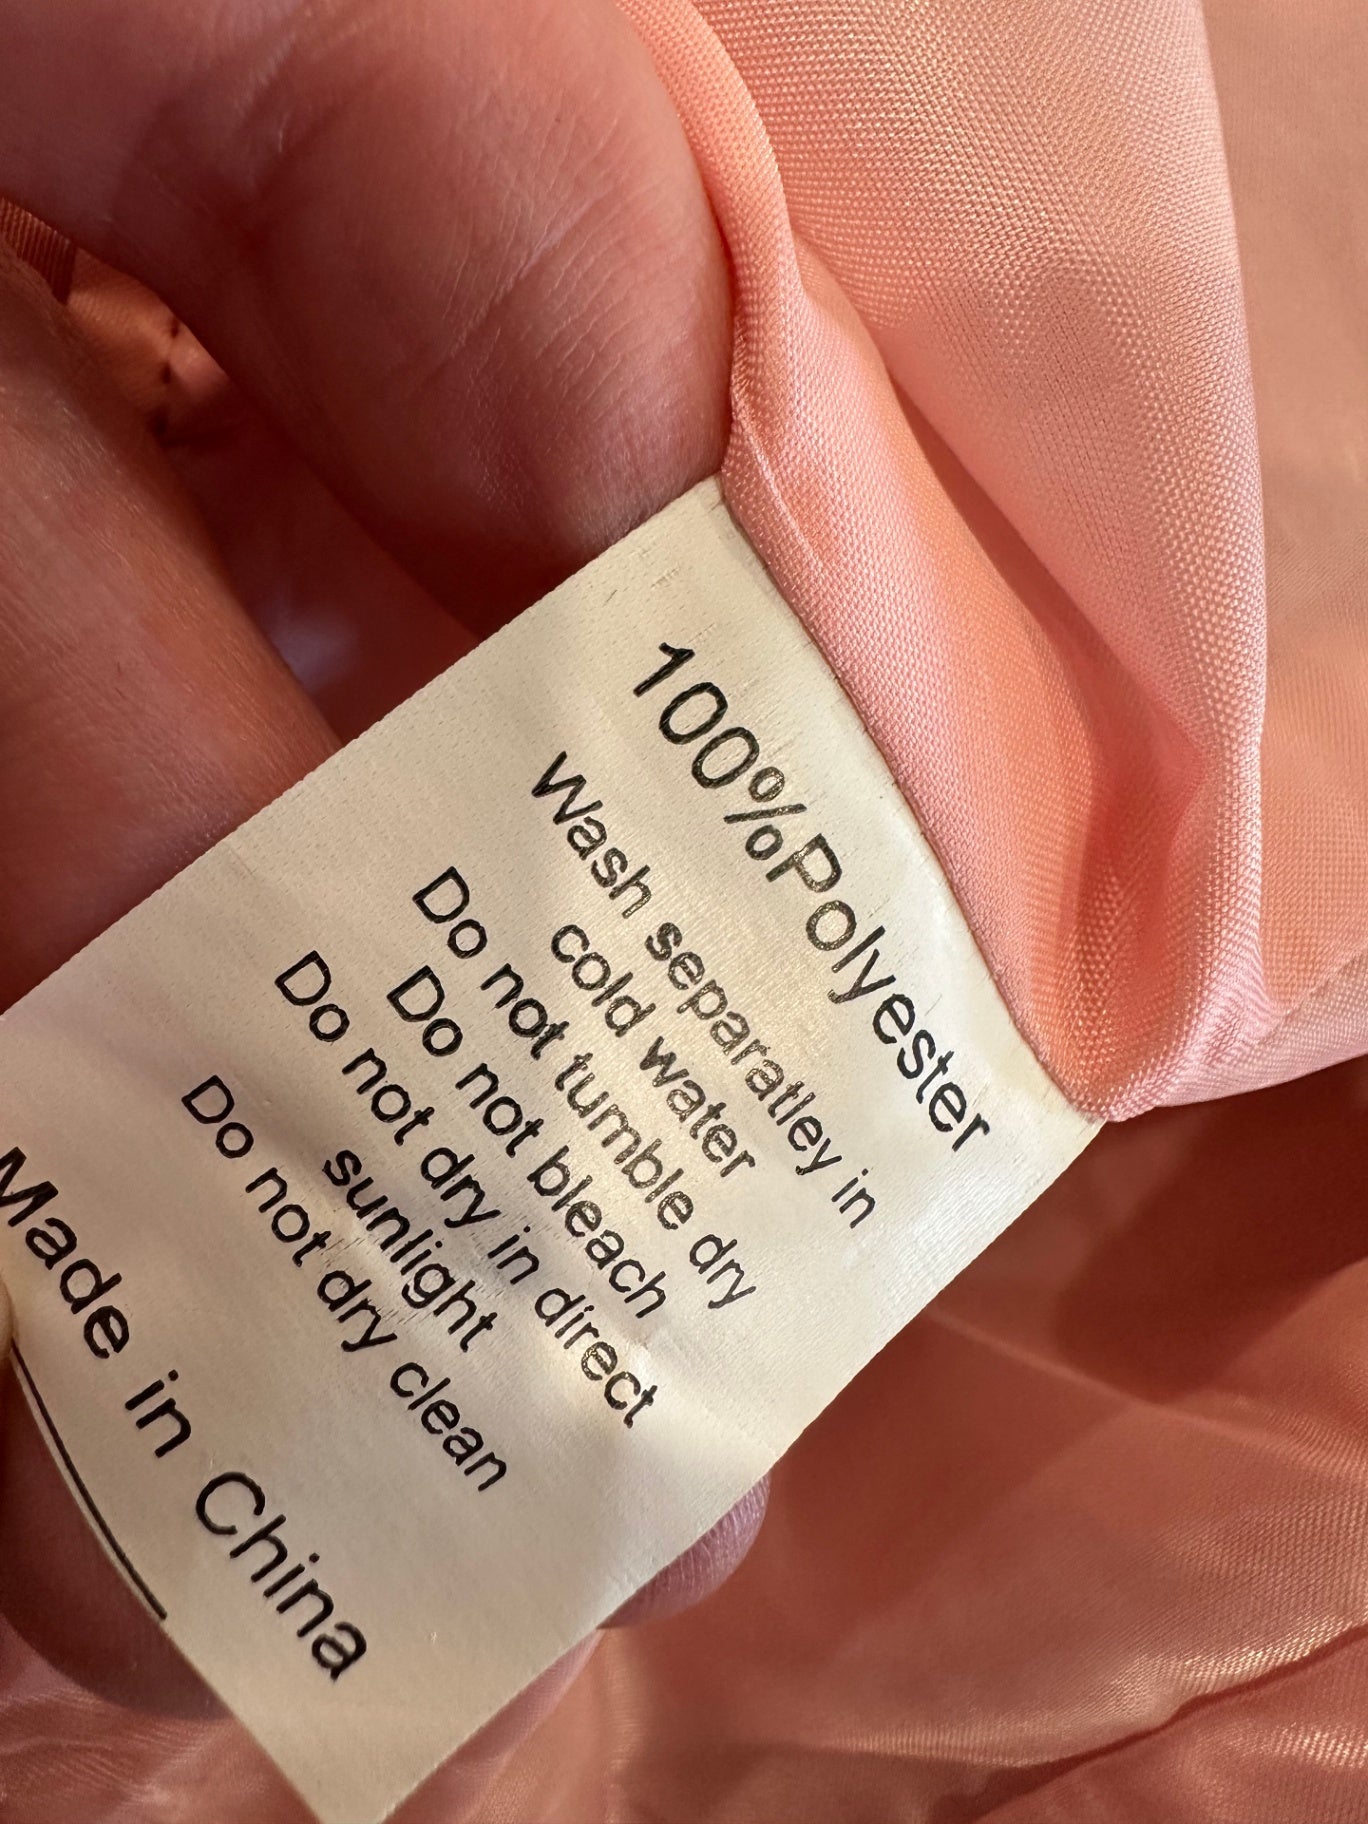 100%Polyester
Wash separatley in
cold water
Do not tumble dry
Do not bleach
Do not dry in direct
sunlight
Do not dry clean
Made in China